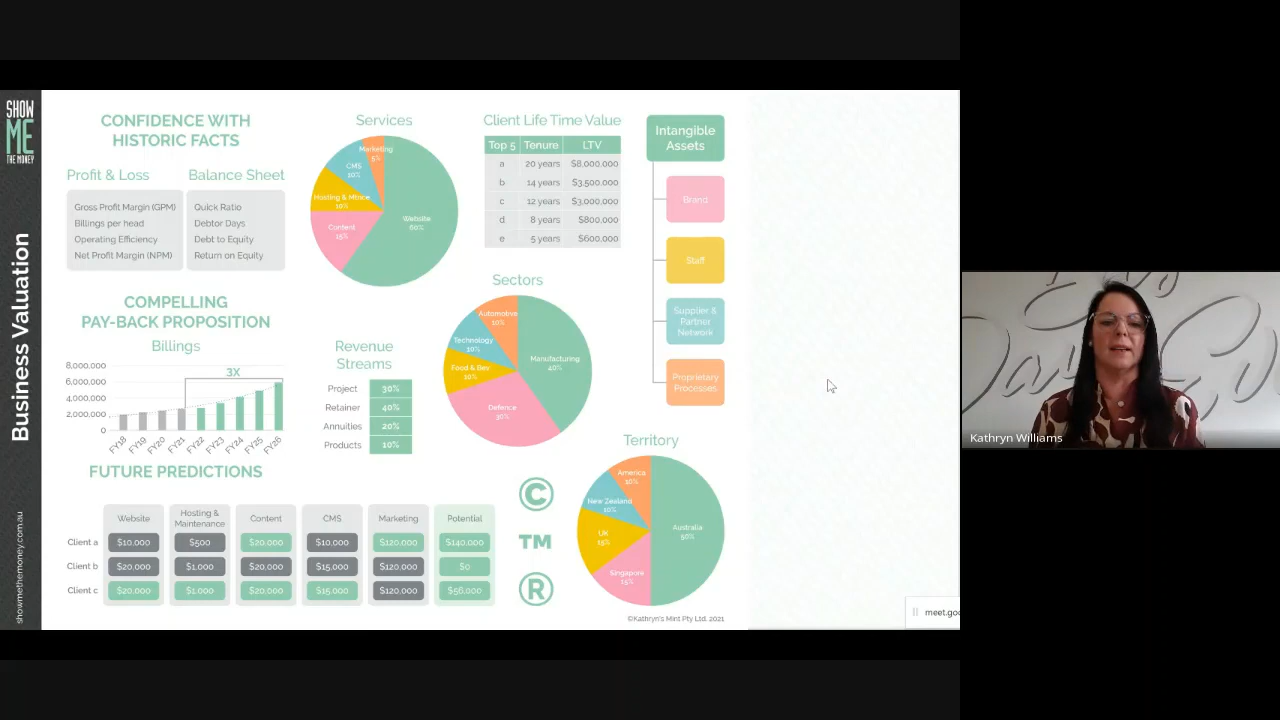 SHOW
ME
THE MONEY
Business Valuation
showmethemoney.com.au
CONFIDENCE WITH
HISTORIC FACTS
Profit & Loss
Gross Profit Margin (GPM)
Billings per head
Operating Efficiency
Net Profit Margin (NPM)
Balance Sheet
Quick Ratio
Debtor Days
Debt to Equity
Return on Equity
Services
Marketing
5%
CMS
10%
Hosting & Mtnce
10%
Content
15%
Website
60%
Client Life Time Value
Top 5 Tenure LTV
a 20 years $8,000,000
b 14 years $3,500,000
c 12 years $3,000,000
d 8 years $800,000
e 5 years $600,000
Intangible
Assets
Brand
Staff
Supplier &
Partner
Network
Proprietary
Processes
COMPELLING
PAY-BACK PROPOSITION
Billings
3X
8,000,000
6,000,000
4,000,000
2,000,000
0
FY18 FY19 FY20 FY21 FY22 FY23 FY24 FY25 FY26
Revenue
Streams
Project 30%
Retainer 40%
Annuities 20%
Products 10%
Sectors
Automotive
10%
Technology
10%
Food & Bev
10%
Defence
30%
Manufacturing
40%
Territory
America
10%
New Zealand
10%
UK
15%
Singapore
15%
Australia
50%
FUTURE PREDICTIONS
Website Hosting & Maintenance Content CMS Marketing Potential
Client a $10,000 $500 $20,000 $10,000 $120,000 $140,000
Client b $20,000 $1,000 $20,000 $15,000 $120,000 $0
Client c $20,000 $1,000 $20,000 $15,000 $120,000 $56,000
©
TM
®
©Kathryn's Mint Pty Ltd. 2021
meet.goo
Kathryn Williams